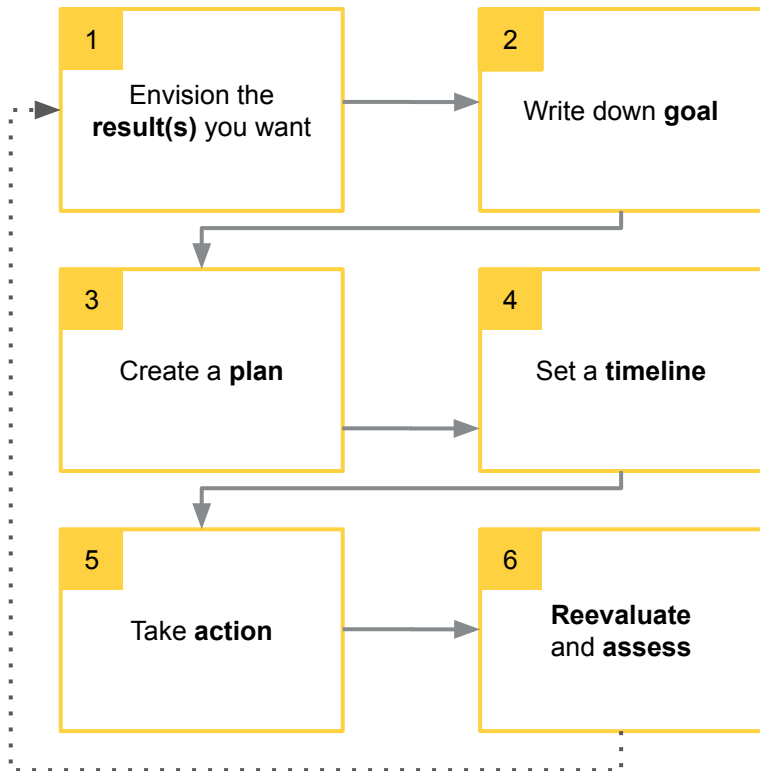 1
Envision the
result(s) you want
2
Write down goal
3
Create a plan
4
Set a timeline
5
Take action
6
Reevaluate
and assess